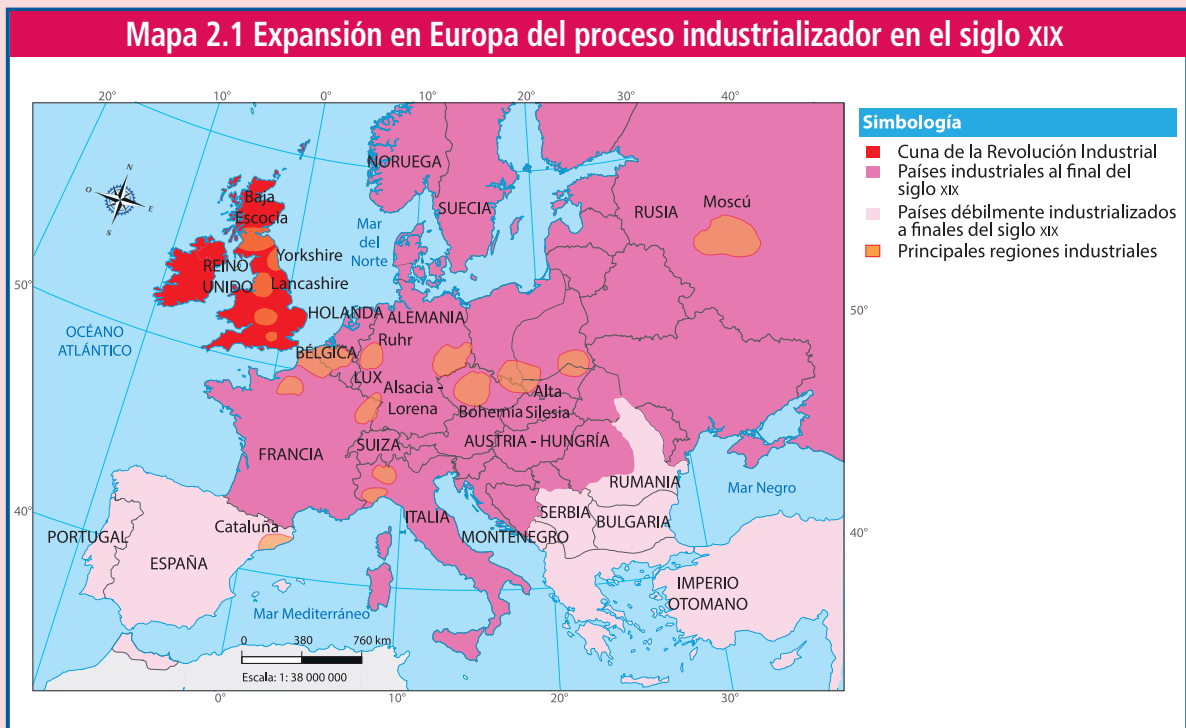 Mapa 2.1 Expansión en Europa del proceso industrializador en el siglo XIX
20° 10° 0° 10° 20° 30° 40°
N
O
E
S
Simbología
Cuna de la Revolución Industrial
Países industriales al final del
siglo XIX
Países débilmente industrializados
a finales del siglo XIX
Principales regiones industriales
NORUEGA
SUECIA
RUSIA
Moscú
Baja
Escocia
Mar
del
Norte
REINO
UNIDO
Yorkshire
Lancashire
50°
50°
OCÉANO
ATLÁNTICO
HOLANDA
ALEMANIA
Ruhr
BÉLGICA
LUX
Alsacia -
Lorena
Bohemia
Alta
Silesia
FRANCIA
SUIZA
AUSTRIA - HUNGRÍA
RUMANIA
Mar Negro
SERBIA
BULGARIA
ITALIA
MONTENEGRO
40°
40°
PORTUGAL
Cataluña
ESPAÑA
IMPERIO
OTOMANO
Mar Mediterráneo
0 380 760 km
Escala: 1: 38 000 000
0° 10° 20° 30°